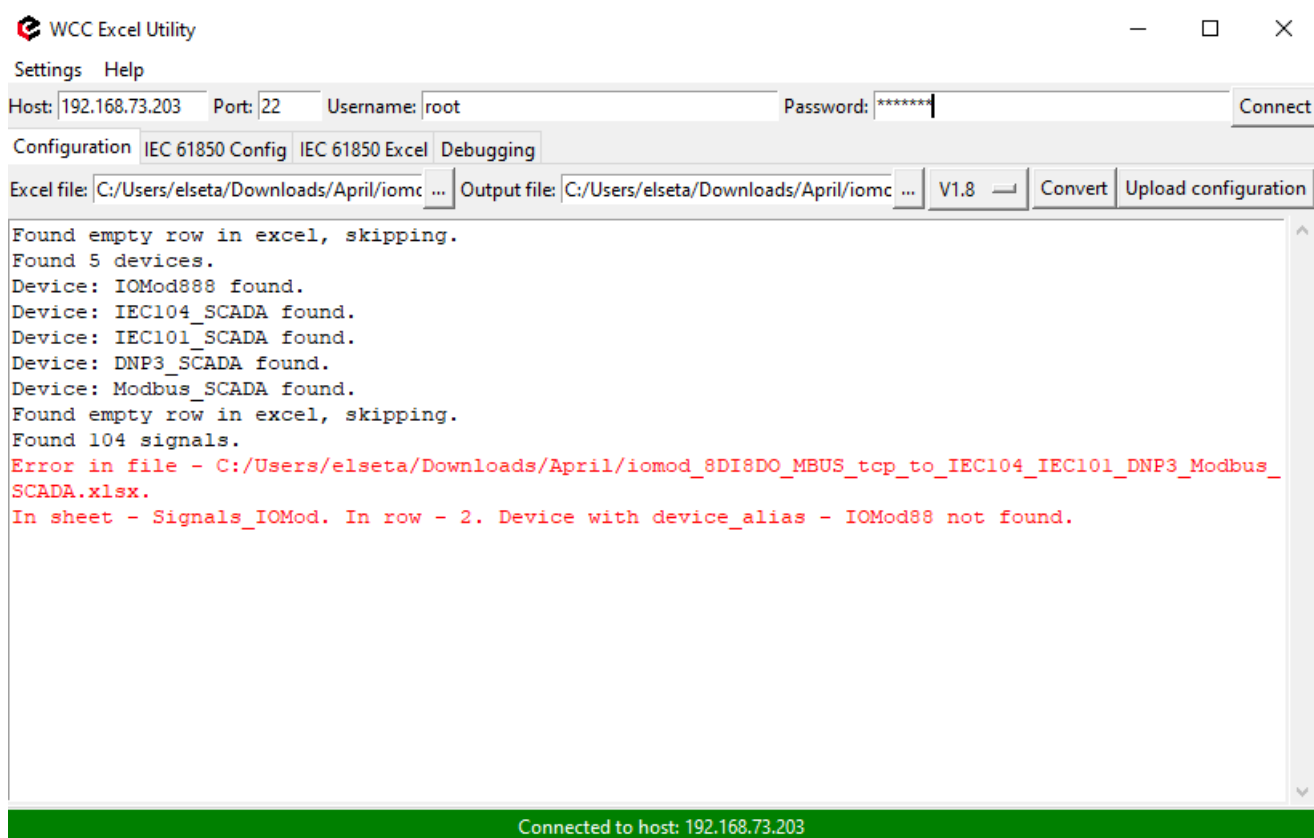 WCC Excel Utility
Settings Help
Host: 192.168.73.203 Port: 22 Username: root Password: ******* Connect
Configuration IEC 61850 Config IEC 61850 Excel Debugging
Excel file: C:/Users/elseta/Downloads/April/iomc ... Output file: C:/Users/elseta/Downloads/April/iomc ... V1.8 Convert Upload configuration
Found empty row in excel, skipping.
Found 5 devices.
Device: IOMod888 found.
Device: IEC104_SCADA found.
Device: IEC101_SCADA found.
Device: DNP3_SCADA found.
Device: Modbus_SCADA found.
Found empty row in excel, skipping.
Found 104 signals.
Error in file - C:/Users/elseta/Downloads/April/iomod_8DI8DO_MBUS_tcp_to_IEC104_IEC101_DNP3_Modbus_
SCADA.xlsx.
In sheet - Signals_IOMod. In row - 2. Device with device_alias - IOMod88 not found.
Connected to host: 192.168.73.203